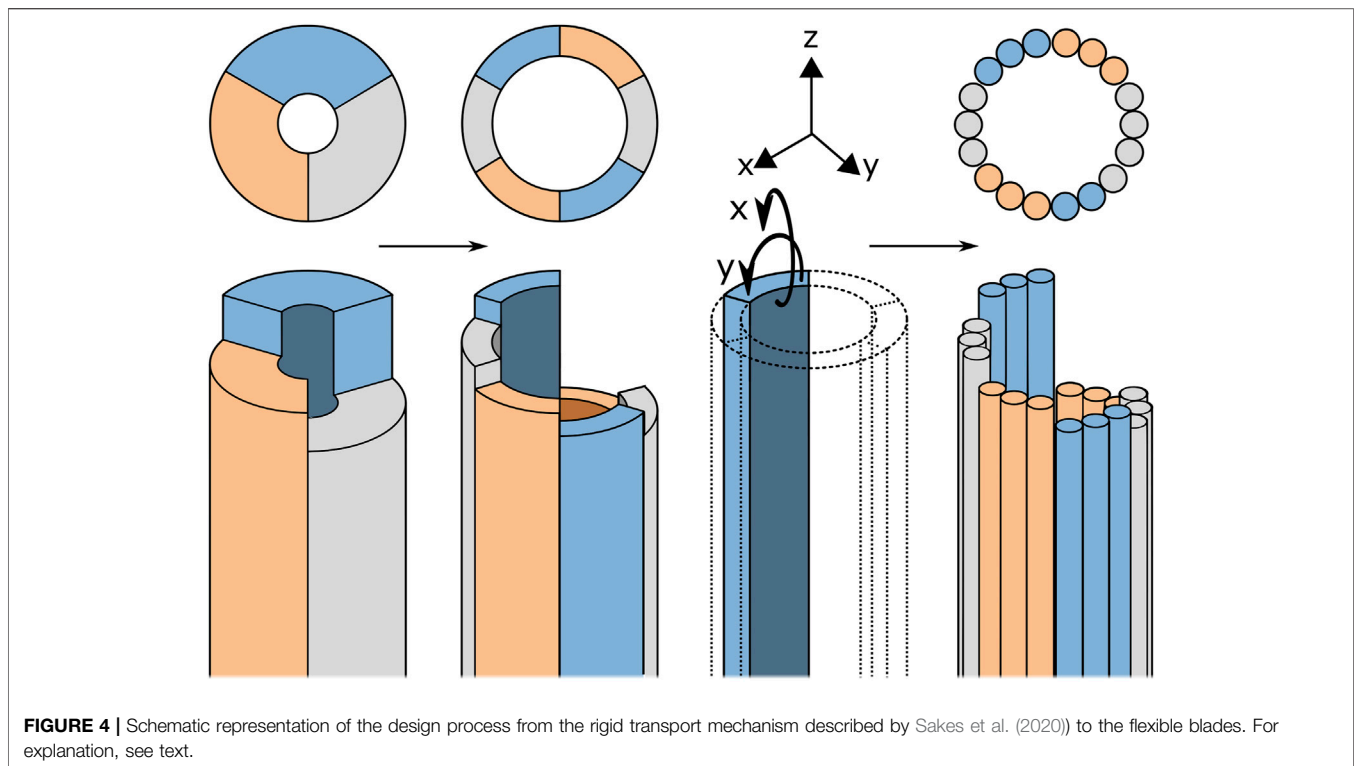 z
x
y
x
y
FIGURE 4 | Schematic representation of the design process from the rigid transport mechanism described by Sakes et al. (2020)) to the flexible blades. For
explanation, see text.